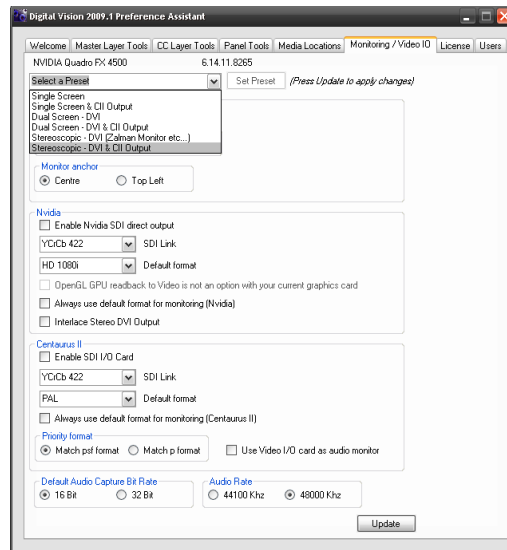 Digital Vision 2009.1 Preference Assistant
Welcome Master Layer Tools CC Layer Tools Panel Tools Media Locations Monitoring / Video IO License Users
NVIDIA Quadro FX 4500 6.14.11.8265
Select a Preset Set Preset (Press Update to apply changes)
Single Screen
Single Screen & CII Output
Dual Screen - DVI
Dual Screen - DVI & CII Output
Stereoscopic - DVI (Zalman Monitor etc...)
Stereoscopic - DVI & CII Output
Monitor anchor
Centre Top Left
Nvidia
Enable Nvidia SDI direct output
YCrCb 422 SDI Link
HD 1080i Default format
OpenGL GPU readback to Video is not an option with your current graphics card
Always use default format for monitoring (Nvidia)
Interlace Stereo DVI Output
Centaurus II
Enable SDI I/O Card
YCrCb 422 SDI Link
PAL Default format
Always use default format for monitoring (Centaurus II)
Priority format
Match psf format Match p format Use Video I/O card as audio monitor
Default Audio Capture Bit Rate Audio Rate
16 Bit 32 Bit 44100 Khz 48000 Khz
Update